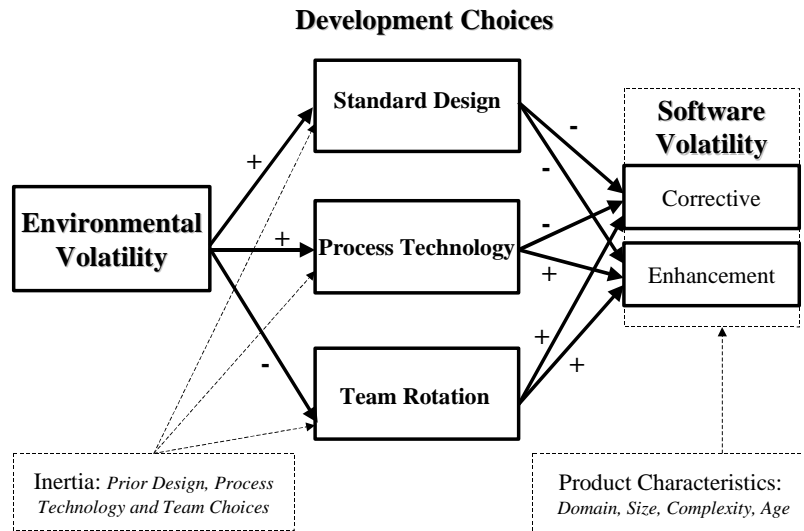 Development Choices
Standard Design
Software
Volatility
-
-
+
Corrective
Environmental
Volatility
+
Process Technology
-
+
Enhancement
-
+
+
Team Rotation
Inertia: Prior Design, Process
Technology and Team Choices
Product Characteristics:
Domain, Size, Complexity, Age